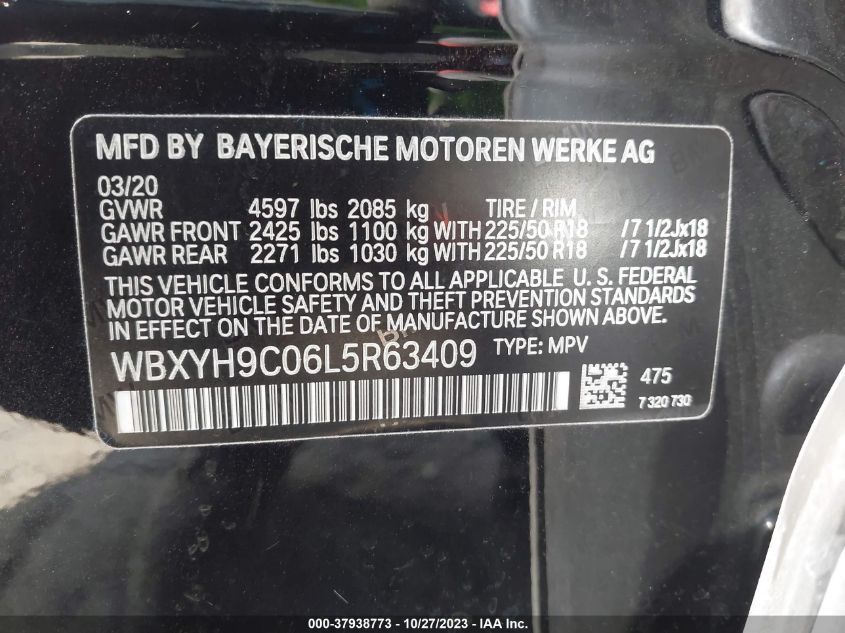 MFD BY BAYERISCHE MOTOREN WERKE AG
03/20
GVWR 4597 lbs 2085 kg TIRE / RIM
GAWR FRONT 2425 lbs 1100 kg WITH 225/50 R18 /7 1/2Jx18
GAWR REAR 2271 lbs 1030 kg WITH 225/50 R18 /7 1/2Jx18
THIS VEHICLE CONFORMS TO ALL APPLICABLE U. S. FEDERAL
MOTOR VEHICLE SAFETY AND THEFT PREVENTION STANDARDS
IN EFFECT ON THE DATE OF MANUFACTURE SHOWN ABOVE.
WBXYH9C06L5R63409 TYPE: MPV
475
7 320 730
000-37938773 - 10/27/2023 - IAAI.COM